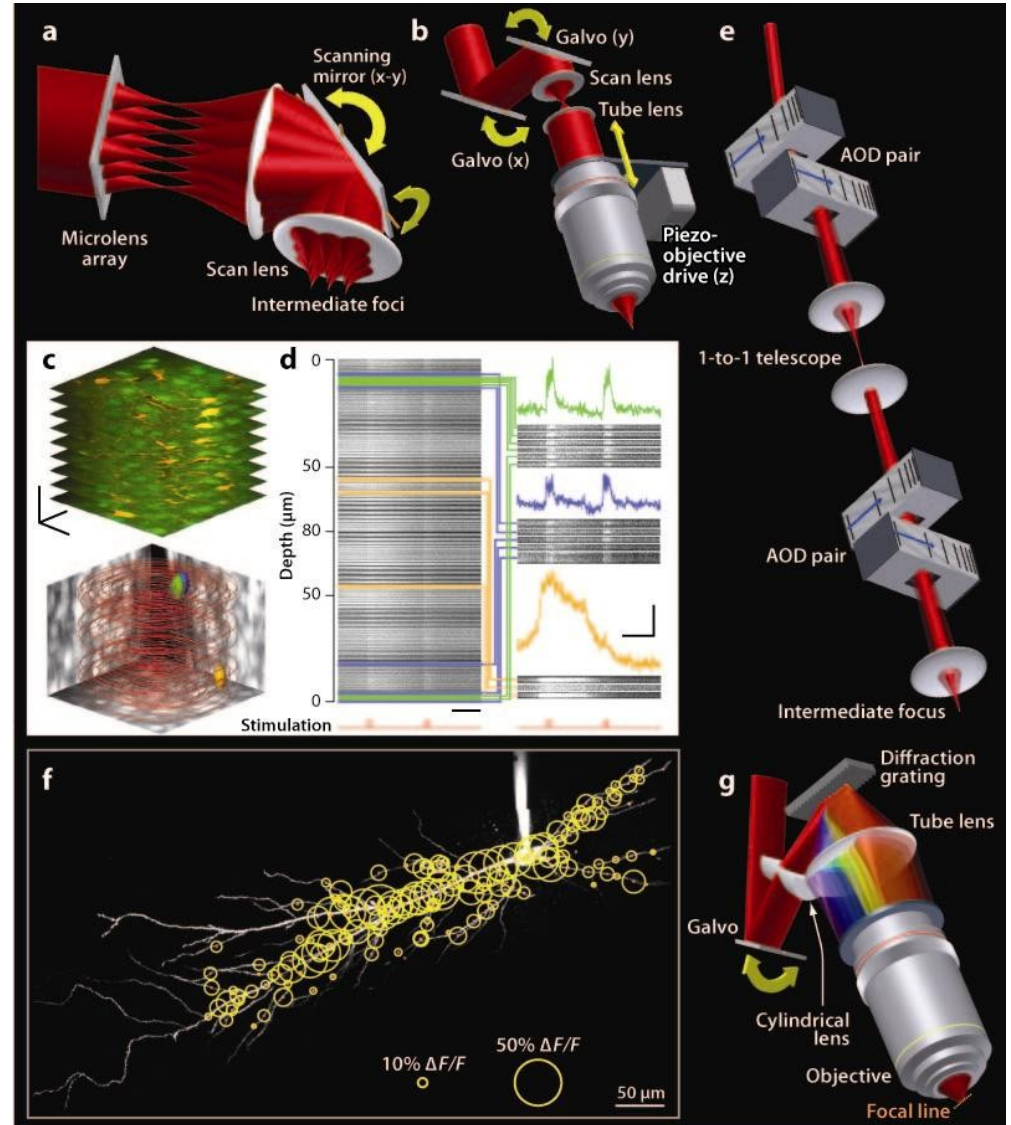 a
Scanning
mirror (x-y)
Microlens
array
Scan lens
Intermediate foci
b
Galvo (y)
Scan lens
Tube lens
Galvo (x)
Piezo-
objective
drive (z)
e
AOD pair
1-to-1 telescope
AOD pair
Intermediate focus
c
d
0
50
80
50
0
Depth (µm)
Stimulation
f
10% ΔF/F
50% ΔF/F
50 µm
g
Diffraction
grating
Tube lens
Galvo
Cylindrical
lens
Objective
Focal line